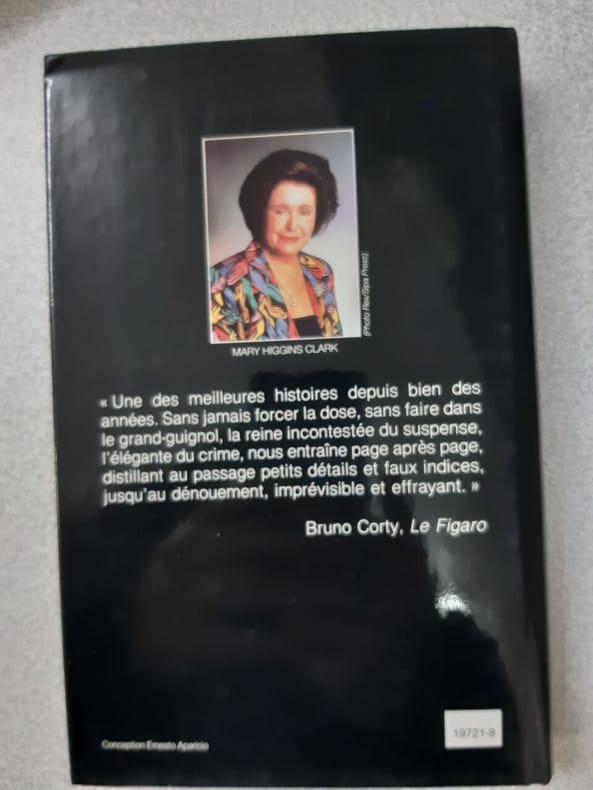 (Photo Rex/Sipa Press)
MARY HIGGINS CLARK
« Une des meilleures histoires depuis bien des
années. Sans jamais forcer la dose, sans faire dans
le grand-guignol, la reine incontestée du suspense,
l'élégante du crime, nous entraîne page après page,
distillant au passage petits détails et faux indices,
jusqu'au dénouement, imprévisible et effrayant. »
Bruno Corty, Le Figaro
Conception Ernesto Aparicio
19721-9